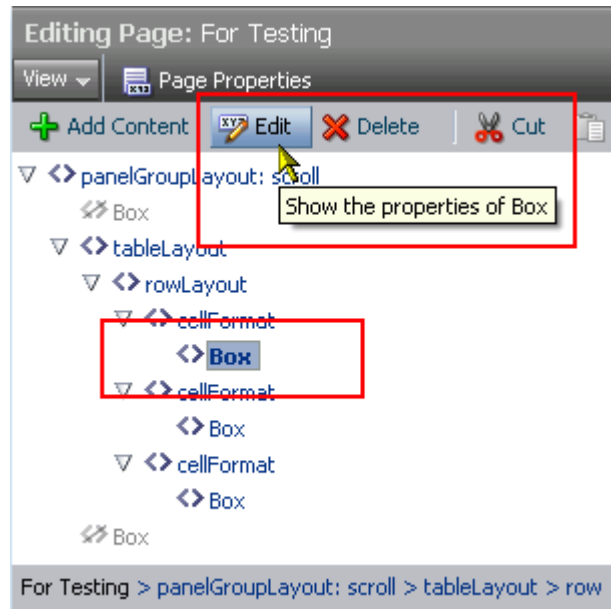 Editing Page: For Testing
View Page Properties
Add Content Edit Delete Cut
panelGroupLayout: scroll
Show the properties of Box
Box
tableLayout
rowLayout
cellFormat
Box
cellFormat
Box
cellFormat
Box
Box
For Testing > panelGroupLayout: scroll > tableLayout > row